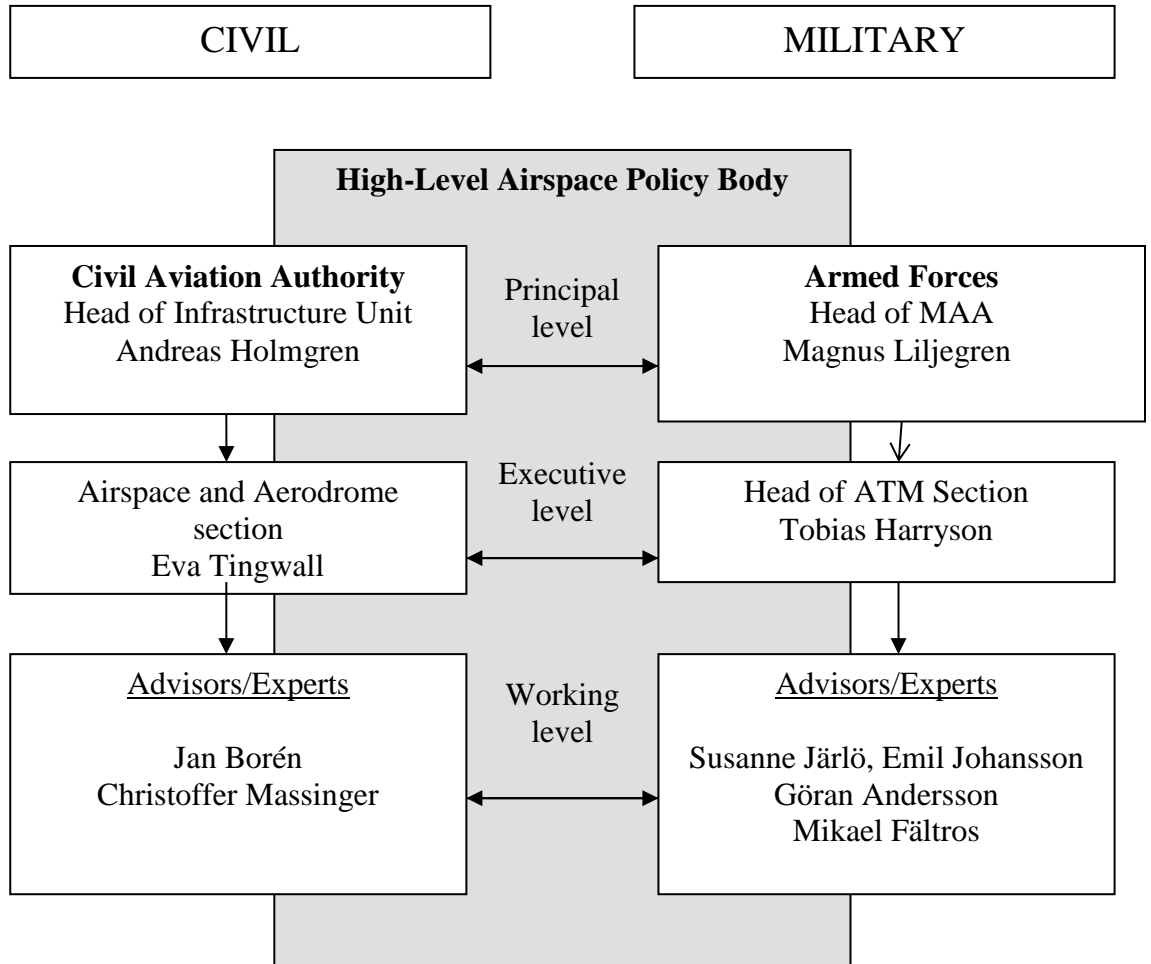 CIVIL
MILITARY
High-Level Airspace Policy Body
Civil Aviation Authority
Head of Infrastructure Unit
Andreas Holmgren
Principal
level
Armed Forces
Head of MAA
Magnus Liljegren
Airspace and Aerodrome
section
Eva Tingwall
Executive
level
Head of ATM Section
Tobias Harryson
Advisors/Experts
Jan Borén
Christoffer Massinger
Working
level
Advisors/Experts
Susanne Järlö, Emil Johansson
Göran Andersson
Mikael Fältros